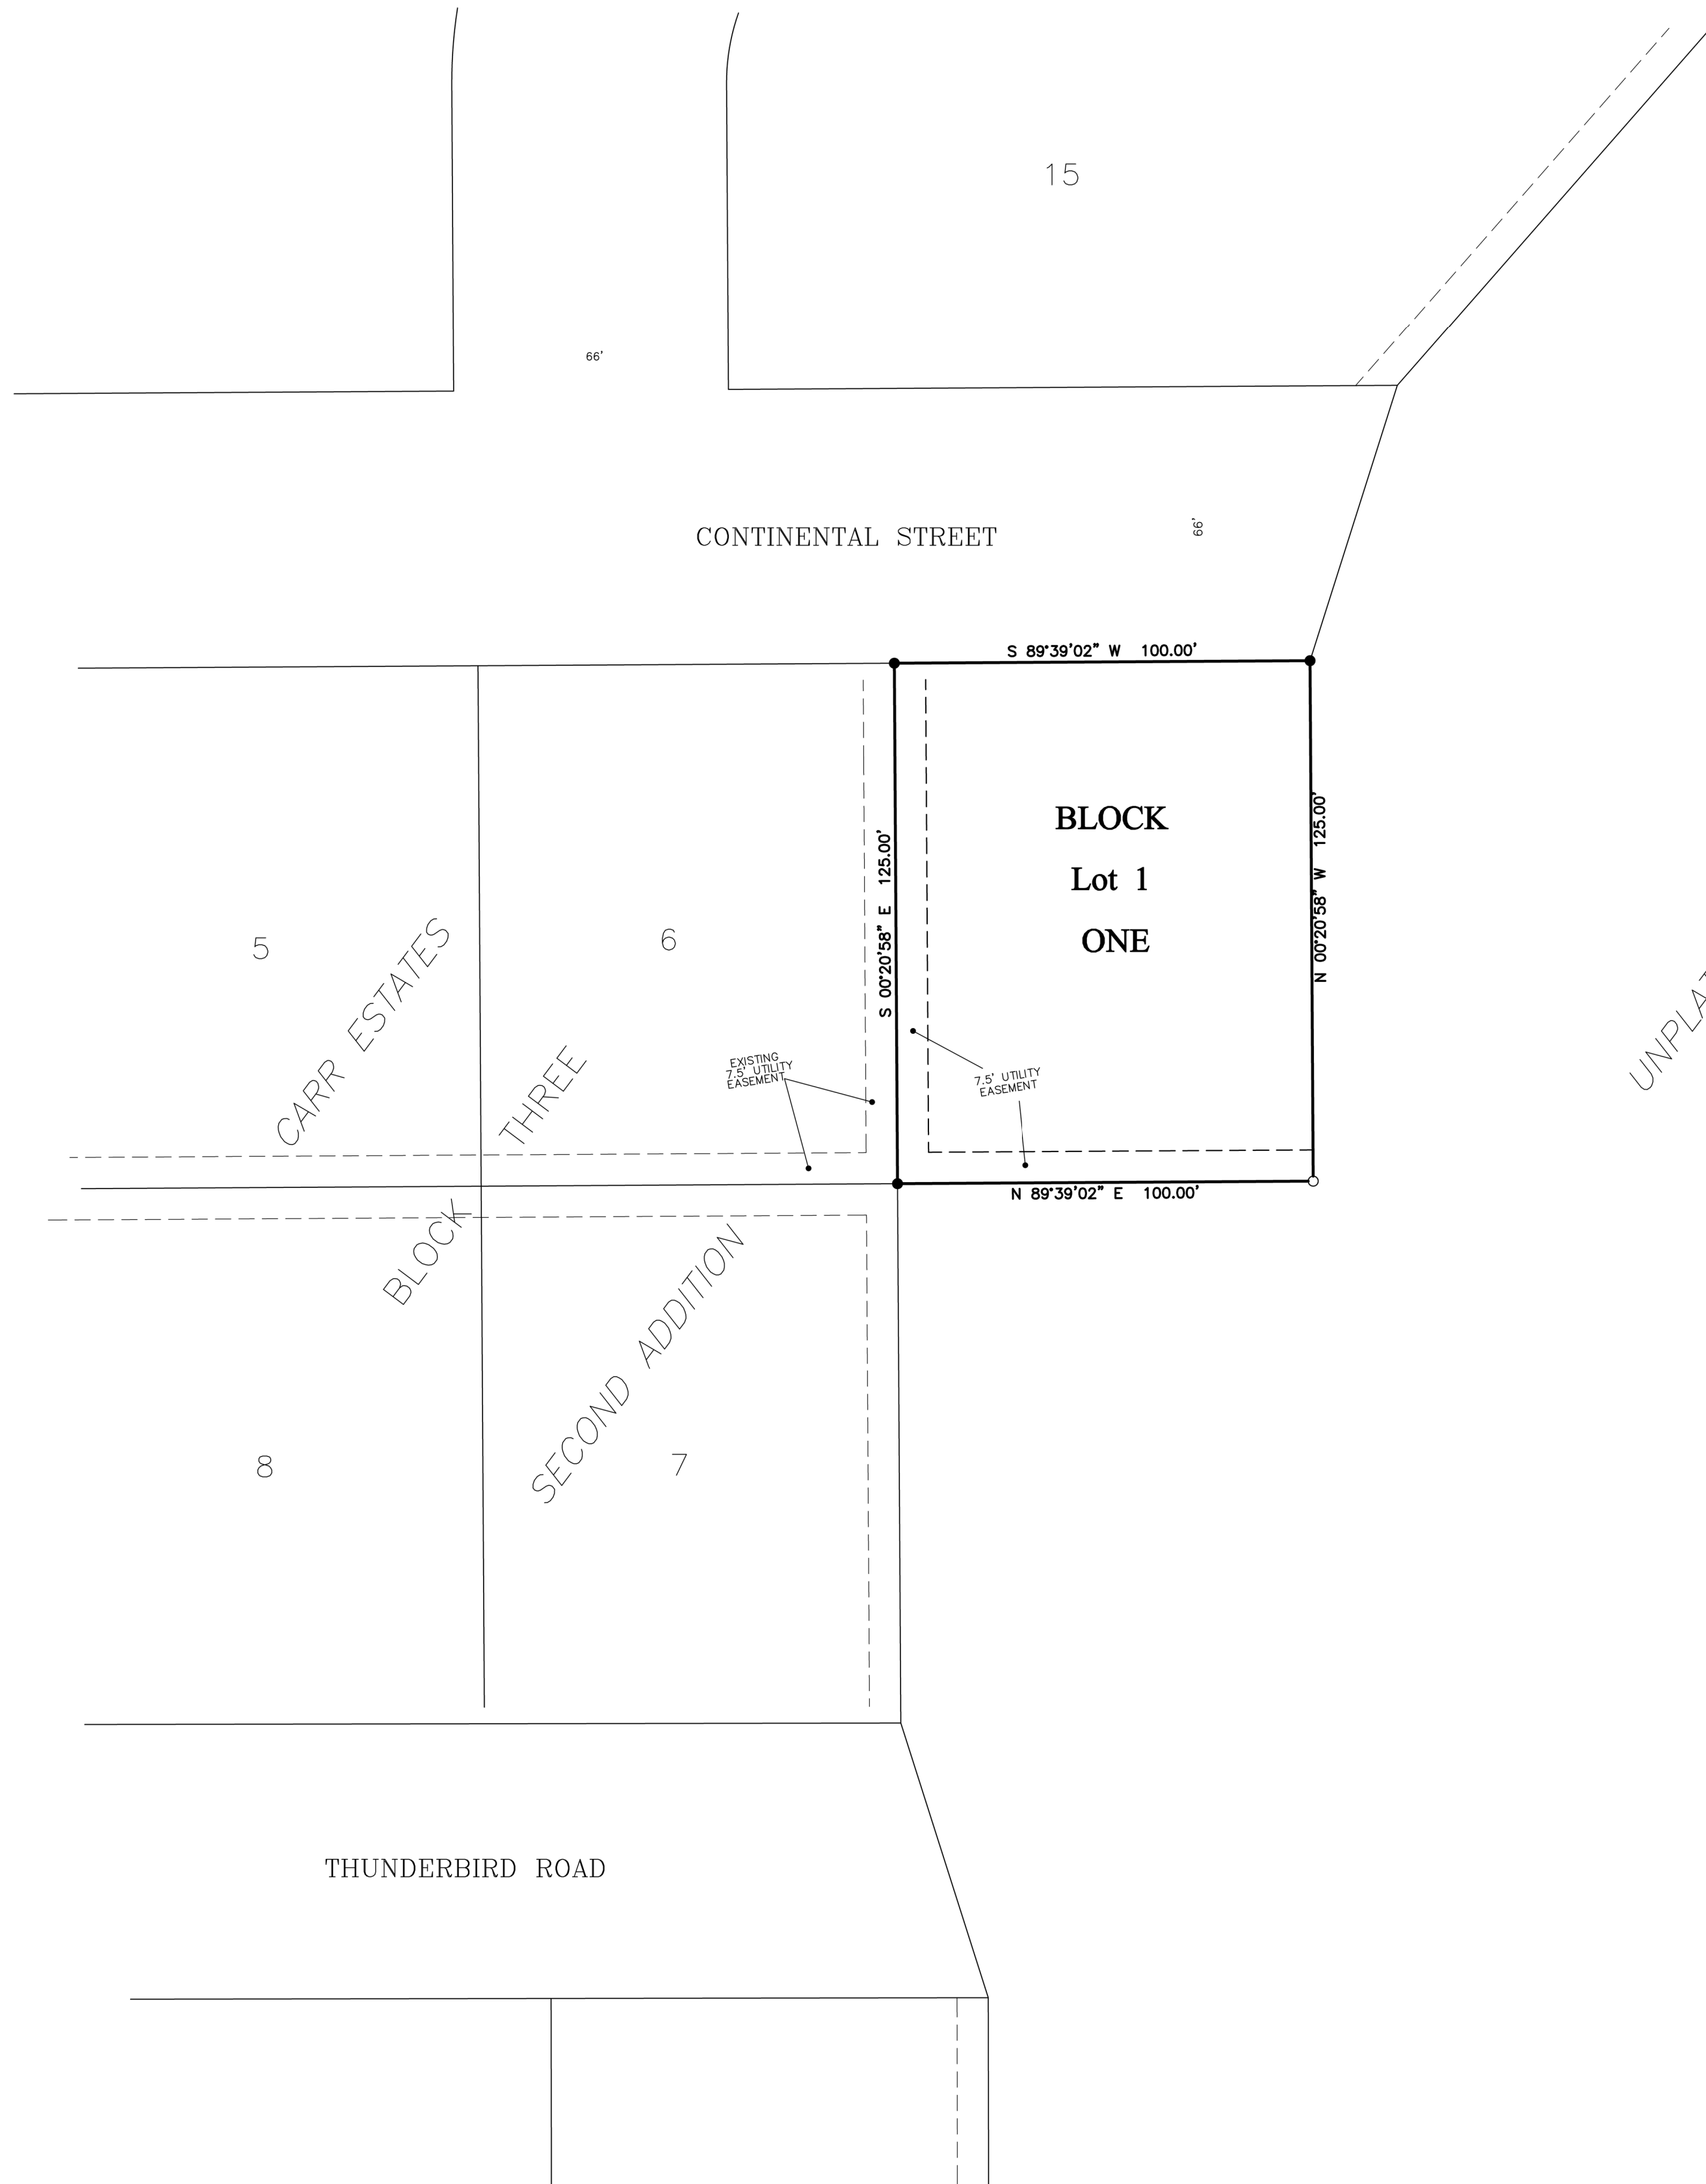 15
66'
CONTINENTAL STREET
66'
S 89°39'02" W 100.00'
BLOCK
Lot 1
ONE
S 00°20'58" E 125.00'
N 00°20'58" W 125.00'
5
6
CARR ESTATES
BLOCK THREE
SECOND ADDITION
EXISTING
7.5' UTILITY
EASEMENT
7.5' UTILITY
EASEMENT
N 89°39'02" E 100.00'
8
7
THUNDERBIRD ROAD